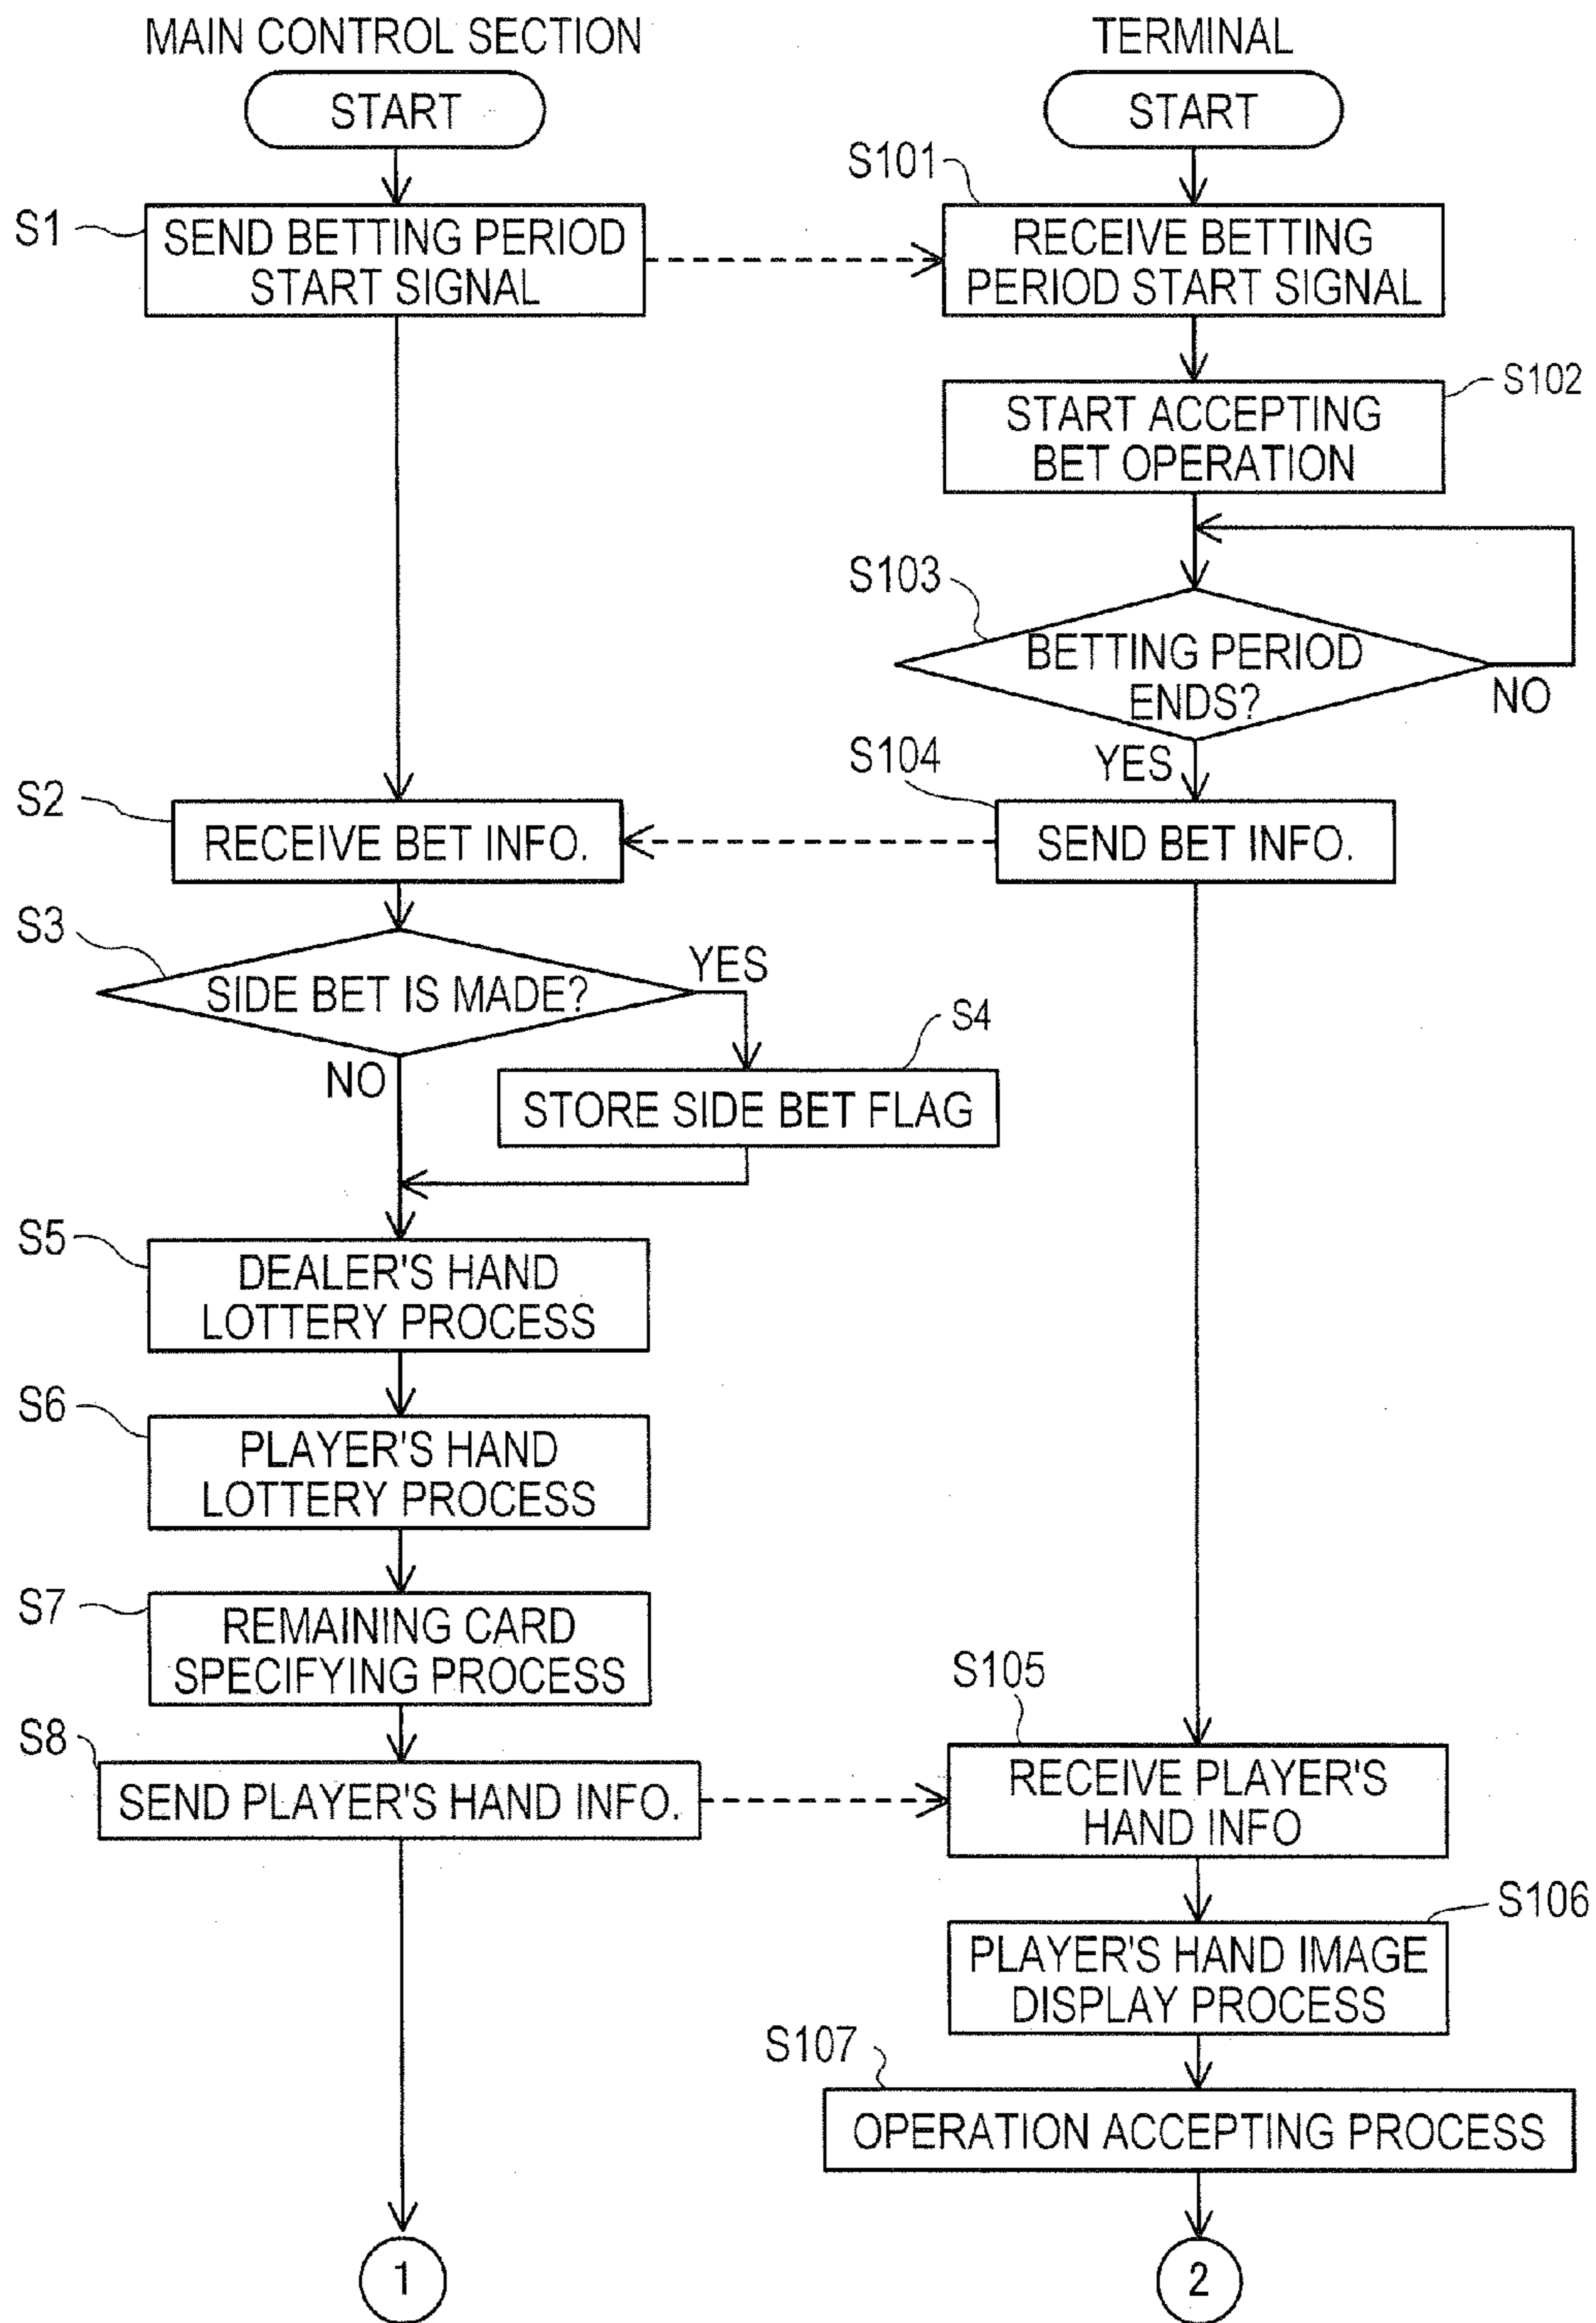 MAIN CONTROL SECTION
TERMINAL
START
START
S101
S1
SEND BETTING PERIOD
START SIGNAL
RECEIVE BETTING
PERIOD START SIGNAL
S102
START ACCEPTING
BET OPERATION
S103
BETTING PERIOD
ENDS?
NO
YES
S104
S2
RECEIVE BET INFO.
SEND BET INFO.
S3
SIDE BET IS MADE?
YES
NO
S4
STORE SIDE BET FLAG
S5
DEALER'S HAND
LOTTERY PROCESS
S6
PLAYER'S HAND
LOTTERY PROCESS
S7
REMAINING CARD
SPECIFYING PROCESS
S8
SEND PLAYER'S HAND INFO.
S105
RECEIVE PLAYER'S
HAND INFO
S106
PLAYER'S HAND IMAGE
DISPLAY PROCESS
S107
OPERATION ACCEPTING PROCESS
1
2